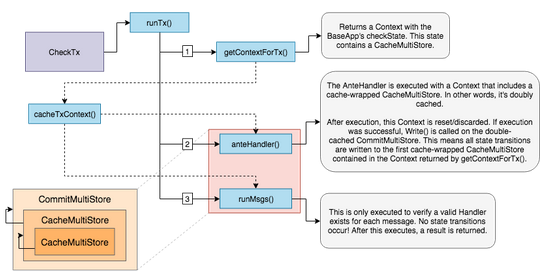 runTx()
Returns a Context with the
BaseApp's checkState. This state
contains a CacheMultiStore.
CheckTx
1
getContextForTx()
The AnteHandler is executed with a Context that includes a
cache-wrapped CacheMultiStore. In other words, it's doubly
cached.
cacheTxContext()
After execution, this Context is reset/discarded. If execution
was successful, Write() is called on the double-
cached CommitMultiStore. This means all state transitions
are written to the first cache-wrapped CacheMultiStore
contained in the Context returned by getContextForTx().
2
anteHandler()
3
runMsgs()
CommitMultiStore
CacheMultiStore
CacheMultiStore
This is only executed to verify a valid Handler
exists for each message. No state transitions
occur! After this executes, a result is returned.